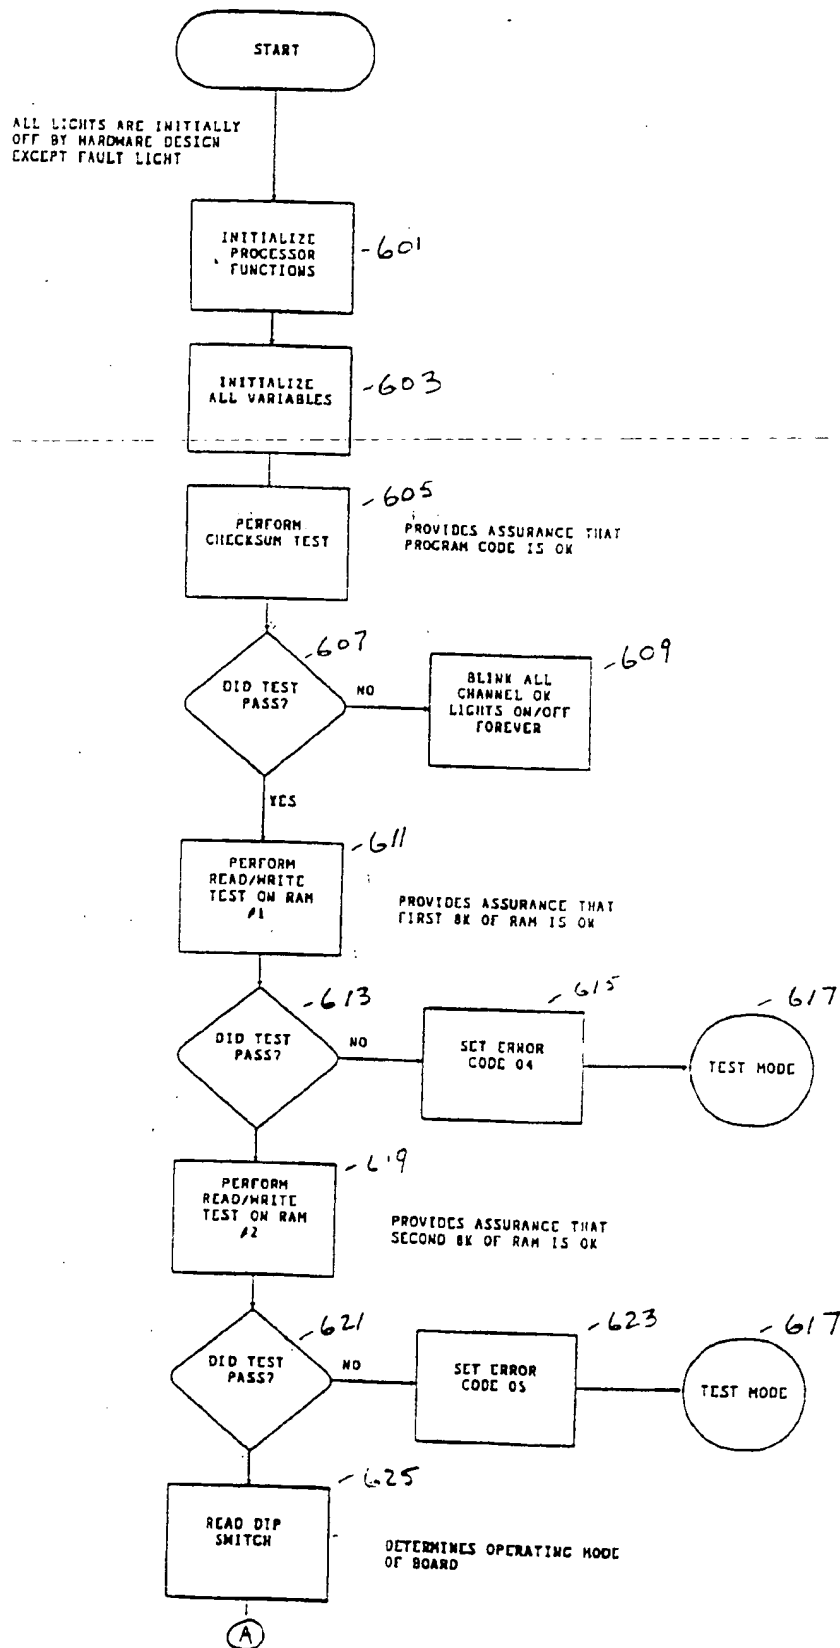 START
ALL LIGHTS ARE INITIALLY
OFF BY HARDWARE DESIGN
EXCEPT FAULT LIGHT
INITIALIZE
PROCESSOR
FUNCTIONS
601
INITIALIZE
ALL VARIABLES
603
PERFORM
CHECKSUM TEST
605
PROVIDES ASSURANCE THAT
PROGRAM CODE IS OK
DID TEST
PASS?
607
NO
BLINK ALL
CHANNEL OK
LIGHTS ON/OFF
FOREVER
609
YES
PERFORM
READ/WRITE
TEST ON RAM
#1
611
PROVIDES ASSURANCE THAT
FIRST 8K OF RAM IS OK
DID TEST
PASS?
613
NO
SET ERROR
CODE 04
615
TEST MODE
617
PERFORM
READ/WRITE
TEST ON RAM
#2
619
PROVIDES ASSURANCE THAT
SECOND 8K OF RAM IS OK
DID TEST
PASS?
621
NO
SET ERROR
CODE 05
623
TEST MODE
617
READ DIP
SWITCH
625
DETERMINES OPERATING MODE
OF BOARD
A